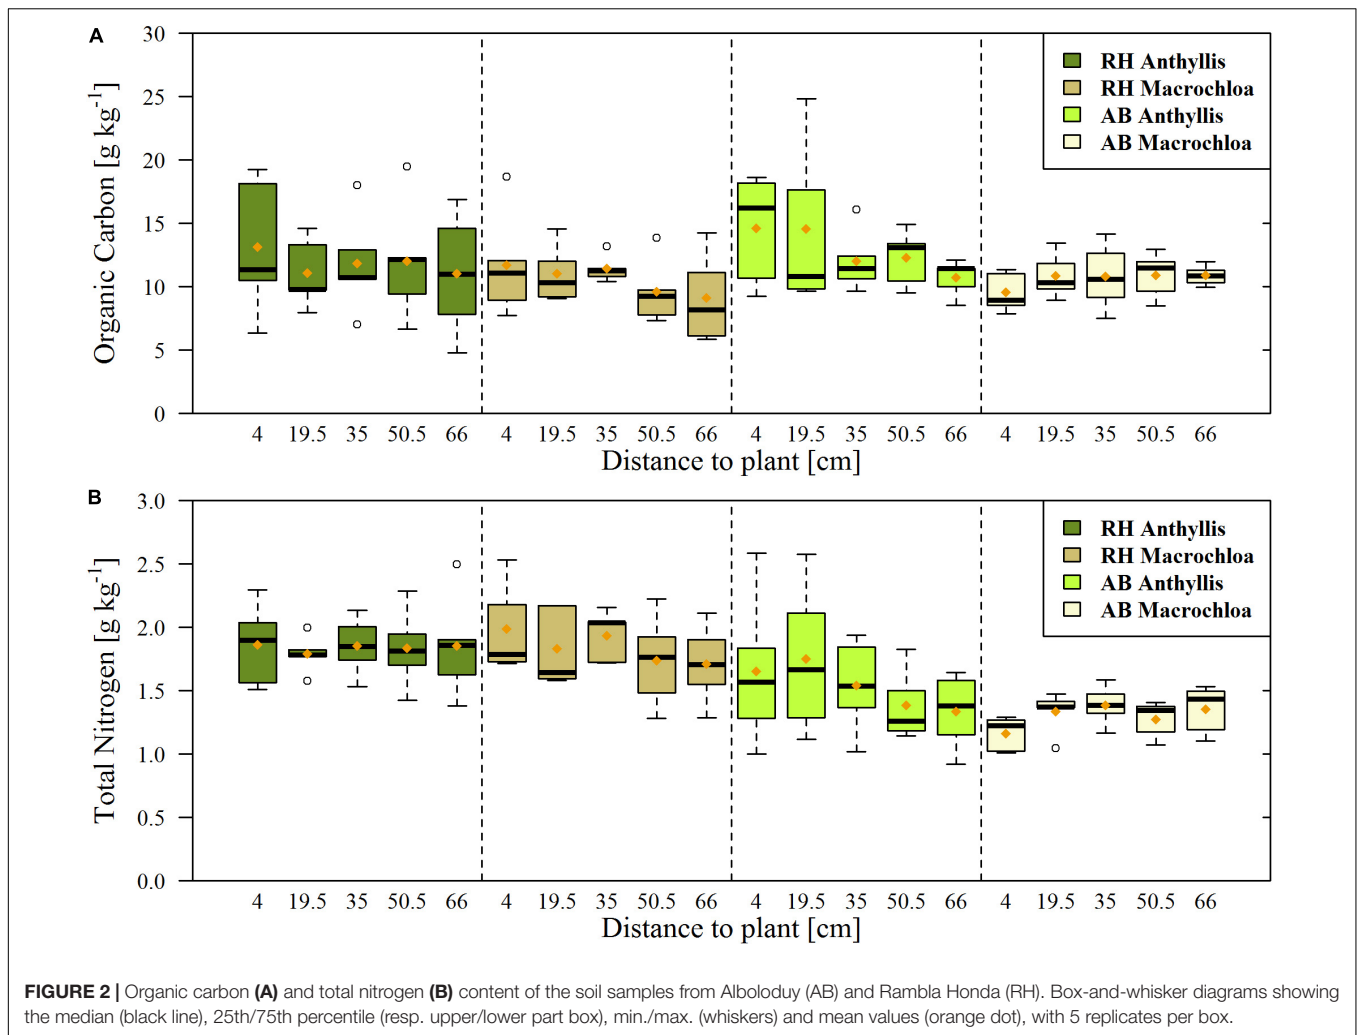 A
30
25
20
15
10
5
0
Organic Carbon [g kg⁻¹]
RH Anthyllis
RH Macrochloa
AB Anthyllis
AB Macrochloa
4 19.5 35 50.5 66 4 19.5 35 50.5 66 4 19.5 35 50.5 66 4 19.5 35 50.5 66
Distance to plant [cm]
B
3.0
2.5
2.0
1.5
1.0
0.5
0.0
Total Nitrogen [g kg⁻¹]
RH Anthyllis
RH Macrochloa
AB Anthyllis
AB Macrochloa
4 19.5 35 50.5 66 4 19.5 35 50.5 66 4 19.5 35 50.5 66 4 19.5 35 50.5 66
Distance to plant [cm]
FIGURE 2 | Organic carbon (A) and total nitrogen (B) content of the soil samples from Alboloduy (AB) and Rambla Honda (RH). Box-and-whisker diagrams showing
the median (black line), 25th/75th percentile (resp. upper/lower part box), min./max. (whiskers) and mean values (orange dot), with 5 replicates per box.